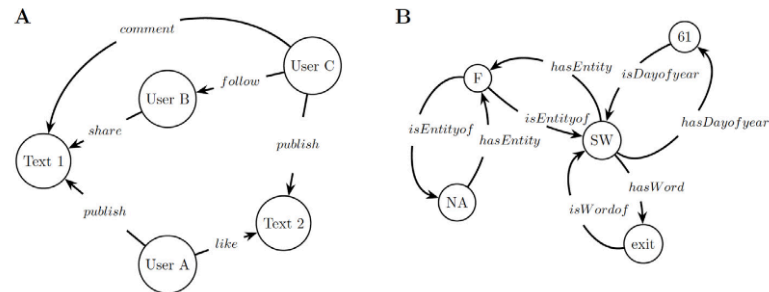 A
comment
User C
User B
follow
share
Text 1
publish
publish
Text 2
like
User A
B
61
hasEntity
isDayofyear
F
isEntityof
hasDayofyear
isEntityof
hasEntity
SW
NA
hasWord
isWordof
exit